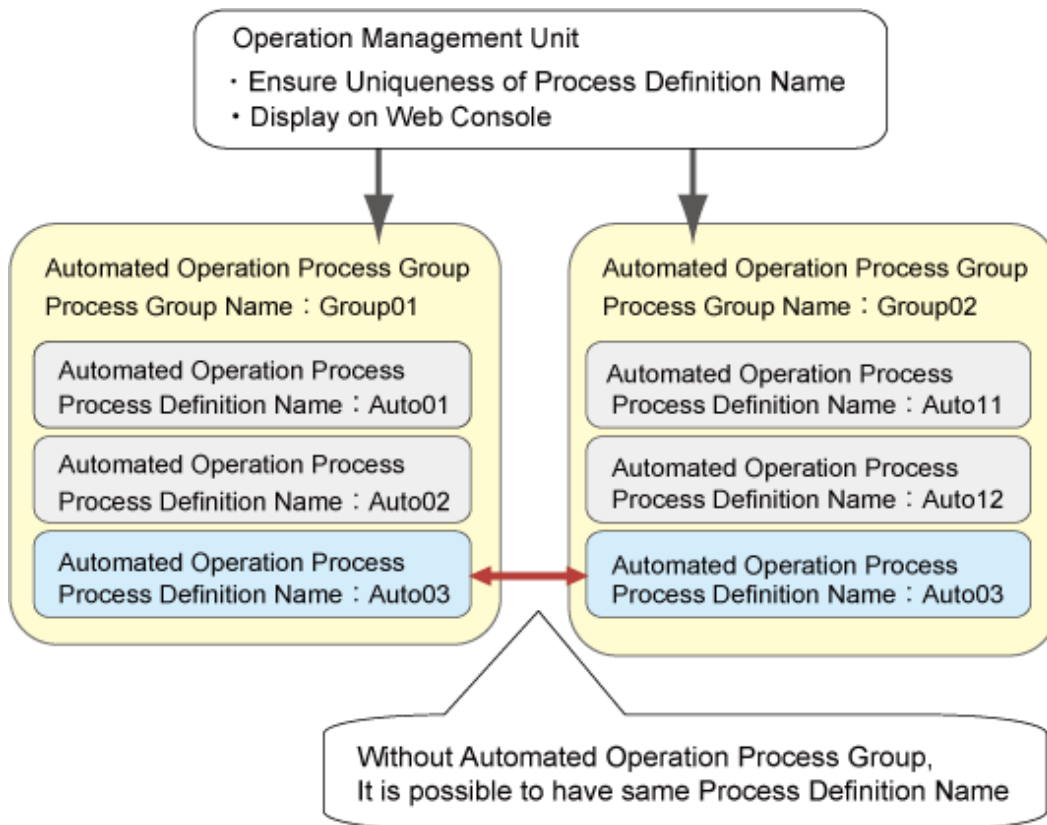 Operation Management Unit
・Ensure Uniqueness of Process Definition Name
・Display on Web Console
Automated Operation Process Group
Process Group Name：Group01
Automated Operation Process
Process Definition Name：Auto01
Automated Operation Process
Process Definition Name：Auto02
Automated Operation Process
Process Definition Name：Auto03
Automated Operation Process Group
Process Group Name：Group02
Automated Operation Process
Process Definition Name：Auto11
Automated Operation Process
Process Definition Name：Auto12
Automated Operation Process
Process Definition Name：Auto03
Without Automated Operation Process Group,
It is possible to have same Process Definition Name